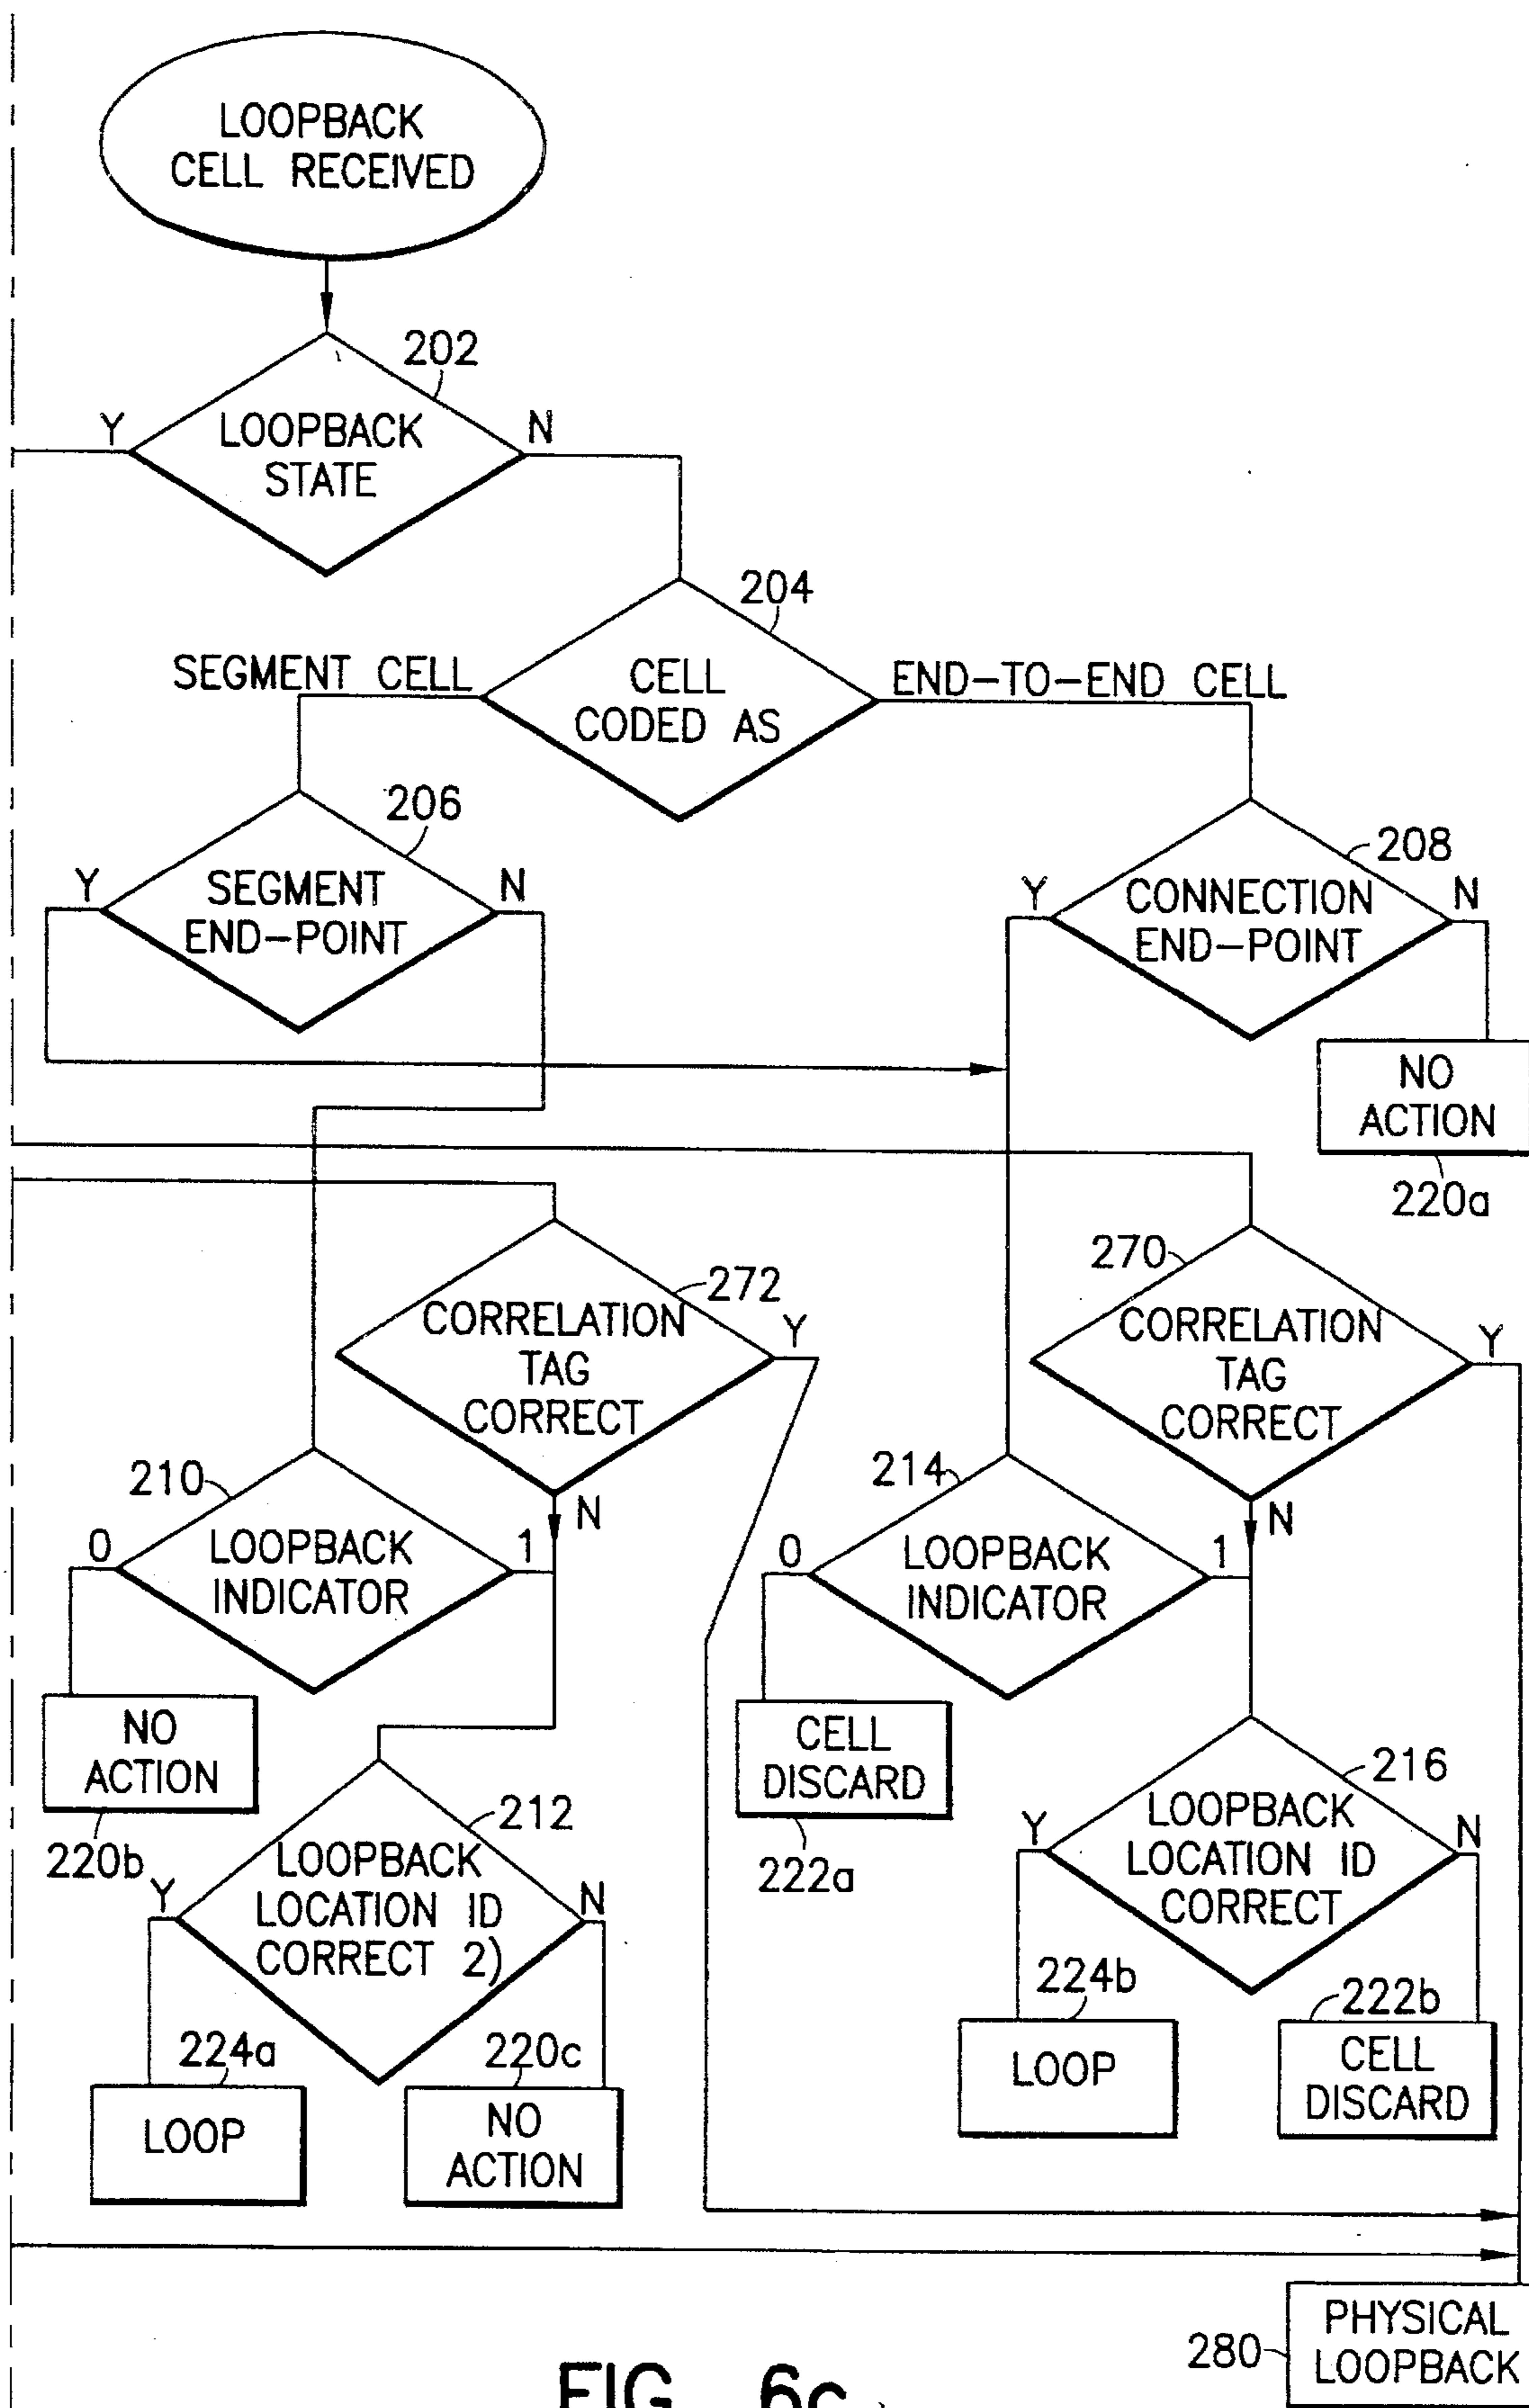 LOOPBACK
CELL RECEIVED
202
Y
LOOPBACK
STATE
N
204
SEGMENT CELL
CELL
CODED AS
END-TO-END CELL
206
Y
SEGMENT
END-POINT
N
208
Y
CONNECTION
END-POINT
N
NO
ACTION
220a
272
CORRELATION
TAG
CORRECT
Y
N
270
CORRELATION
TAG
CORRECT
Y
N
210
0
LOOPBACK
INDICATOR
1
214
0
LOOPBACK
INDICATOR
1
NO
ACTION
220b
CELL
DISCARD
222a
212
Y
LOOPBACK
LOCATION ID
CORRECT 2)
N
216
Y
LOOPBACK
LOCATION ID
CORRECT
N
224a
LOOP
220c
NO
ACTION
224b
LOOP
222b
CELL
DISCARD
280
PHYSICAL
LOOPBACK
FIG. 6c